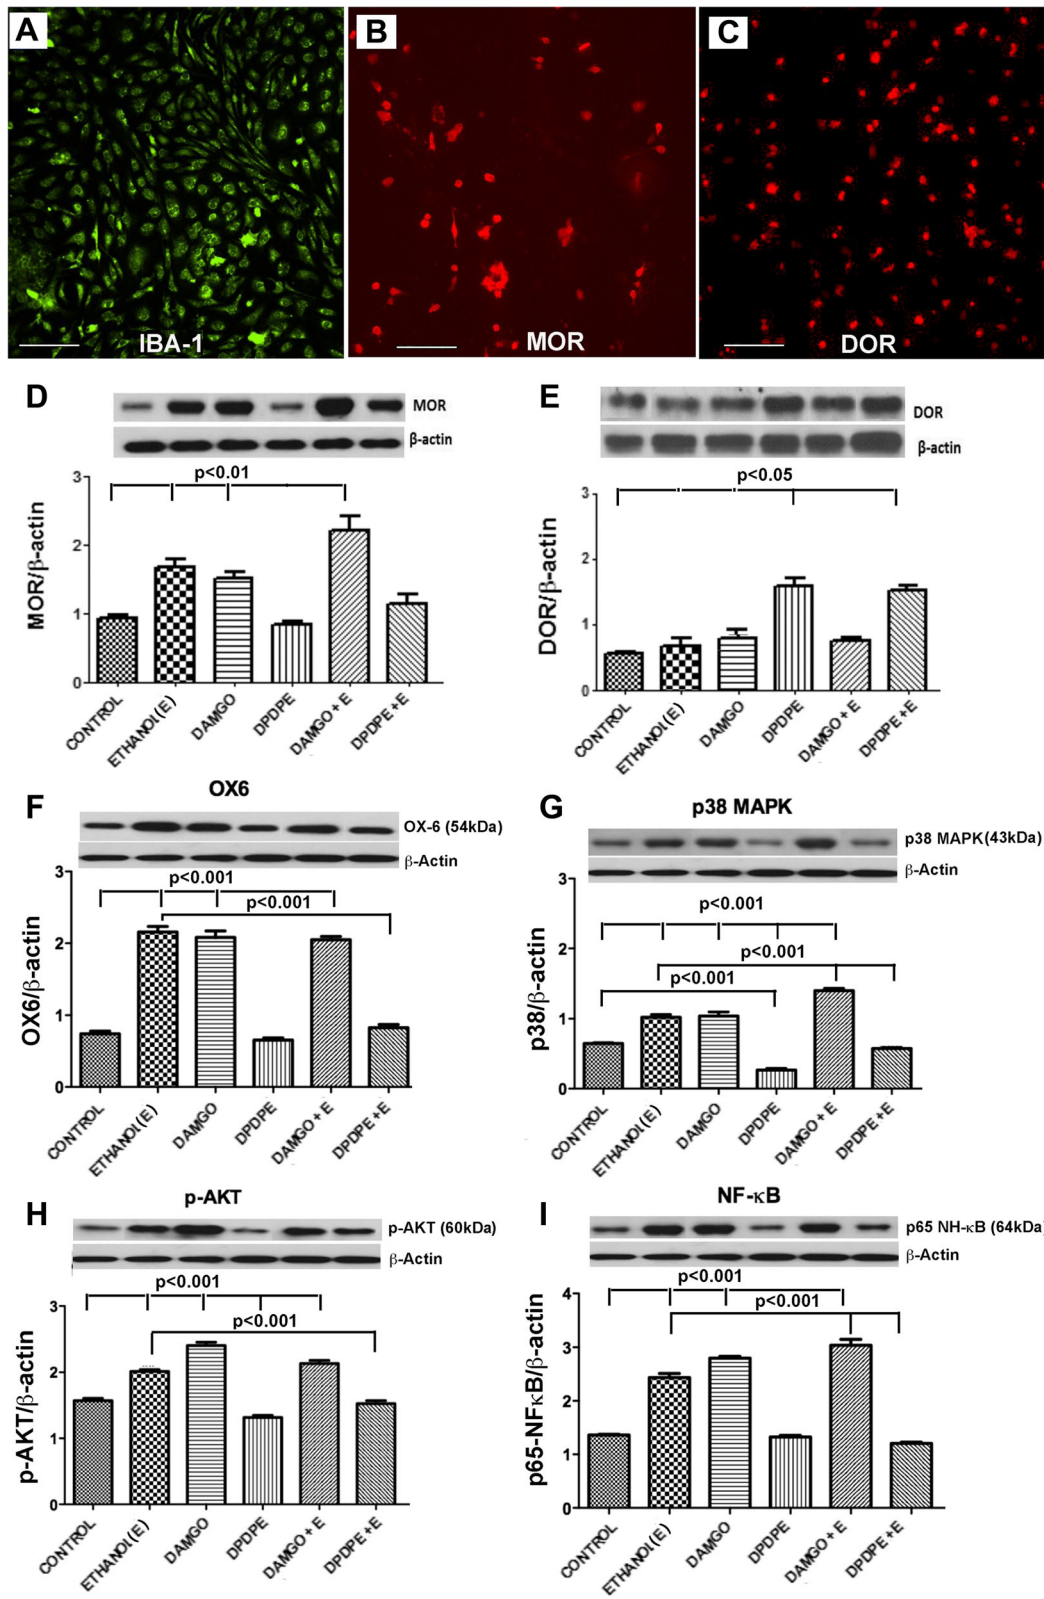 A
B
C
IBA-1
MOR
DOR
D
MOR
β-actin
p<0.01
3
2
1
0
MOR/β-actin
CONTROL
ETHANOL(E)
DAMGO
DPDPE
DAMGO+E
DPDPE+E
E
DOR
β-actin
p<0.05
3
2
1
0
DOR/β-actin
CONTROL
ETHANOL(E)
DAMGO
DPDPE
DAMGO+E
DPDPE+E
F
OX6
OX-6 (54kDa)
β-Actin
p<0.001
p<0.001
3
2
1
0
OX6/β-actin
CONTROL
ETHANOL(E)
DAMGO
DPDPE
DAMGO+E
DPDPE+E
G
p38 MAPK
p38 MAPK(43kDa)
β-Actin
p<0.001
p<0.001
p<0.001
3
2
1
0
p38/β-actin
CONTROL
ETHANOL(E)
DAMGO
DPDPE
DAMGO+E
DPDPE+E
H
p-AKT
p-AKT (60kDa)
β-Actin
p<0.001
p<0.001
3
2
1
0
p-AKT/β-actin
CONTROL
ETHANOL(E)
DAMGO
DPDPE
DAMGO+E
DPDPE+E
I
NF-κB
p65 NH-κB (64kDa)
β-Actin
p<0.001
p<0.001
4
3
2
1
0
p65-NFκB/β-actin
CONTROL
ETHANOL(E)
DAMGO
DPDPE
DAMGO+E
DPDPE+E